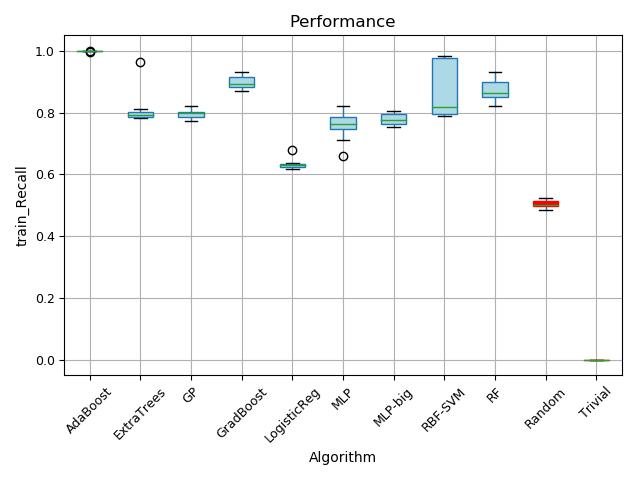 Performance
train_Recall
1.0
0.8
0.6
0.4
0.2
0.0
AdaBoost
ExtraTrees
GP
GradBoost
LogisticReg
MLP
MLP-big
RBF-SVM
RF
Random
Trivial
Algorithm